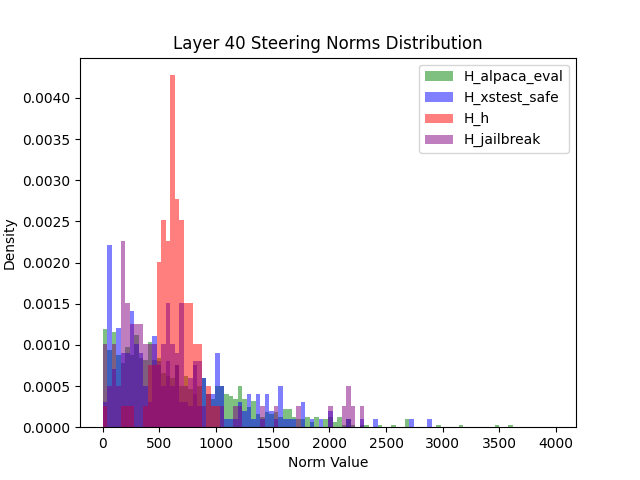 Layer 40 Steering Norms Distribution
H_alpaca_eval
H_xstest_safe
H_h
H_jailbreak
Density
0.0040
0.0035
0.0030
0.0025
0.0020
0.0015
0.0010
0.0005
0.0000
0
500
1000
1500
2000
2500
3000
3500
4000
Norm Value